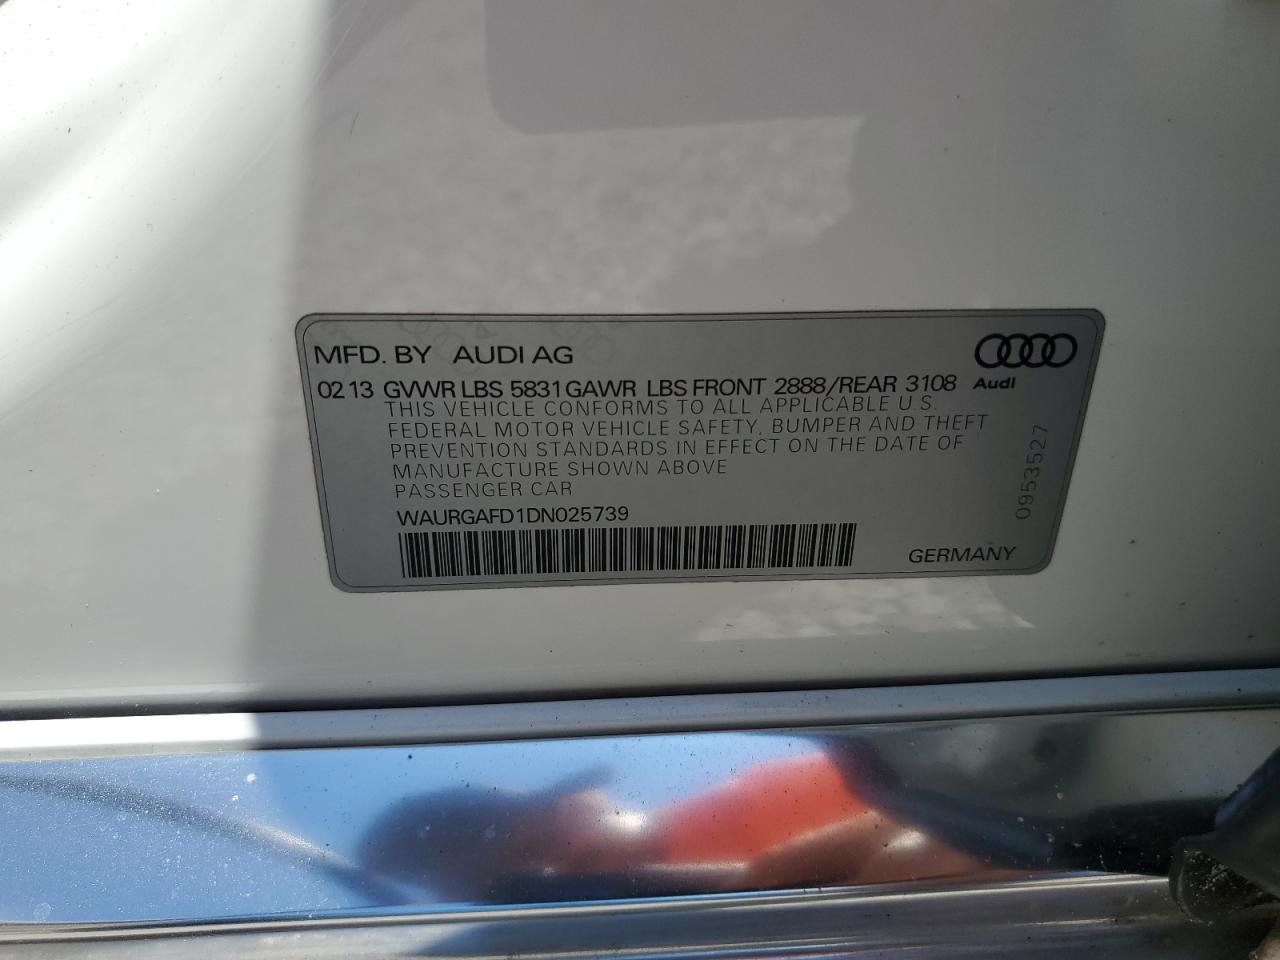 MFD. BY AUDI AG
02 13 GVWR LBS 5831 GAWR LBS FRONT 2888/REAR 3108
Audi
THIS VEHICLE CONFORMS TO ALL APPLICABLE U.S.
FEDERAL MOTOR VEHICLE SAFETY, BUMPER AND THEFT
PREVENTION STANDARDS IN EFFECT ON THE DATE OF
MANUFACTURE SHOWN ABOVE
PASSENGER CAR
WAURGAFD1DN025739
GERMANY
0953527